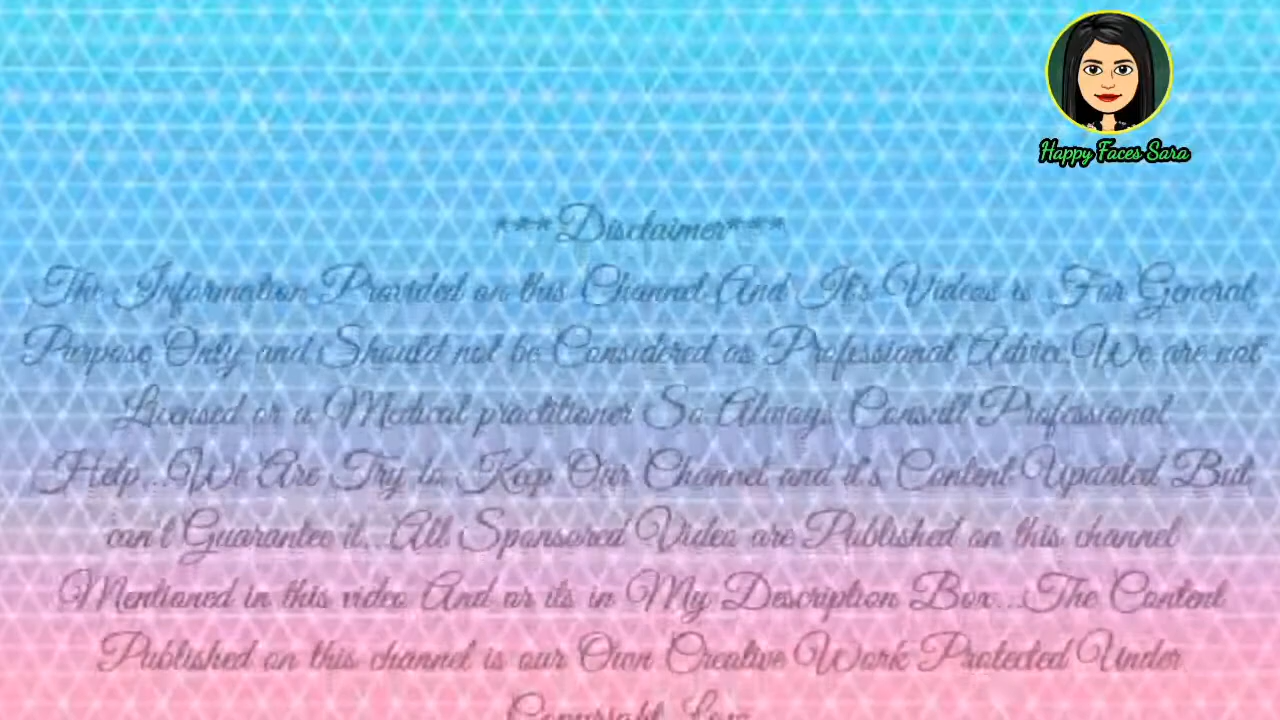 Happy Faces Sara
***Disclaimer***
The Information Provided on this Channel And It's Videos is For General
Purpose Only and Should not be Considered as Professional Advice.We are not
Licensed or a Medical practitioner So Always Consult Professional
Help...We Are Try to Keep Our Channel and it's Content Updated But
can't Guarantee it...All Sponsored Video are Published on this channel
Mentioned in this video And or its in My Description Box...The Content
Published on this channel is our Own Creative Work Protected Under
Copyright Law